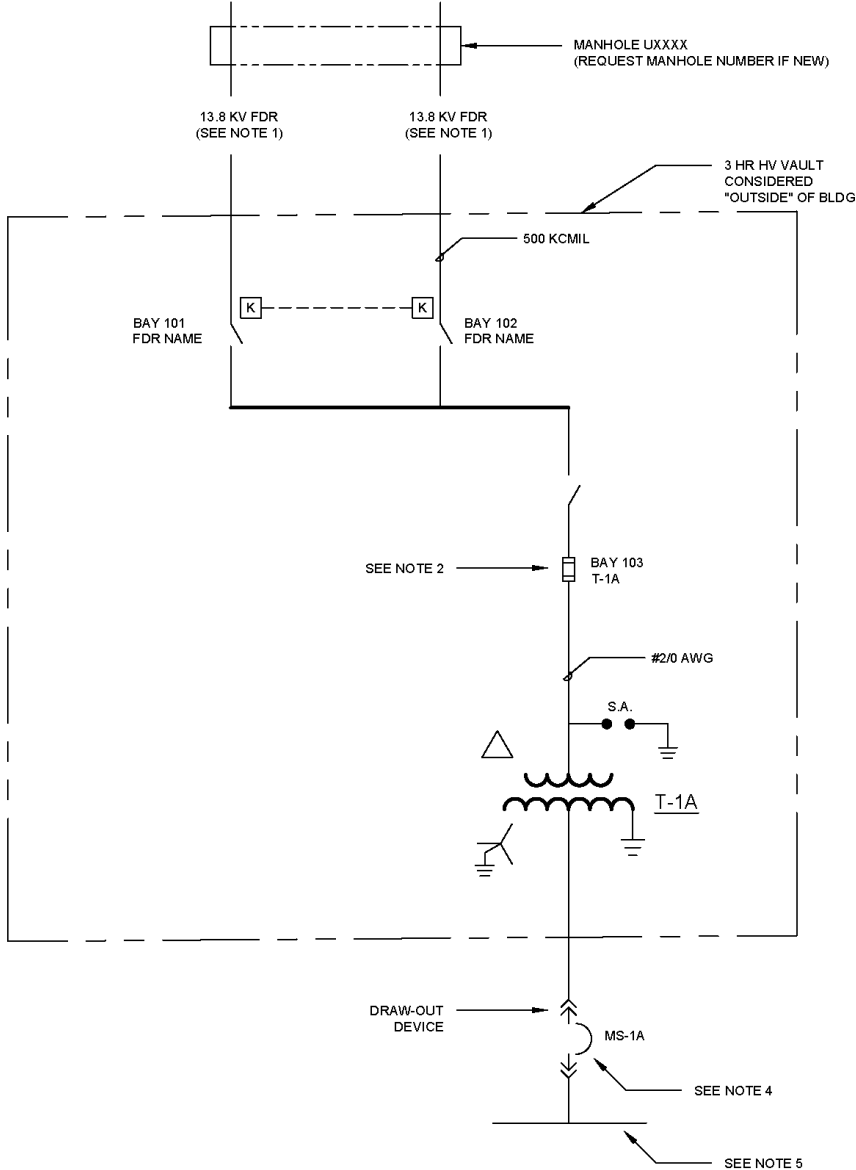 MANHOLE UXXXX
(REQUEST MANHOLE NUMBER IF NEW)
13.8 KV FDR
(SEE NOTE 1)
13.8 KV FDR
(SEE NOTE 1)
3 HR HV VAULT
CONSIDERED
"OUTSIDE" OF BLDG
500 KCMIL
K
K
BAY 101
FDR NAME
BAY 102
FDR NAME
SEE NOTE 2
BAY 103
T-1A
#2/0 AWG
S.A.
T-1A
DRAW-OUT
DEVICE
MS-1A
SEE NOTE 4
SEE NOTE 5